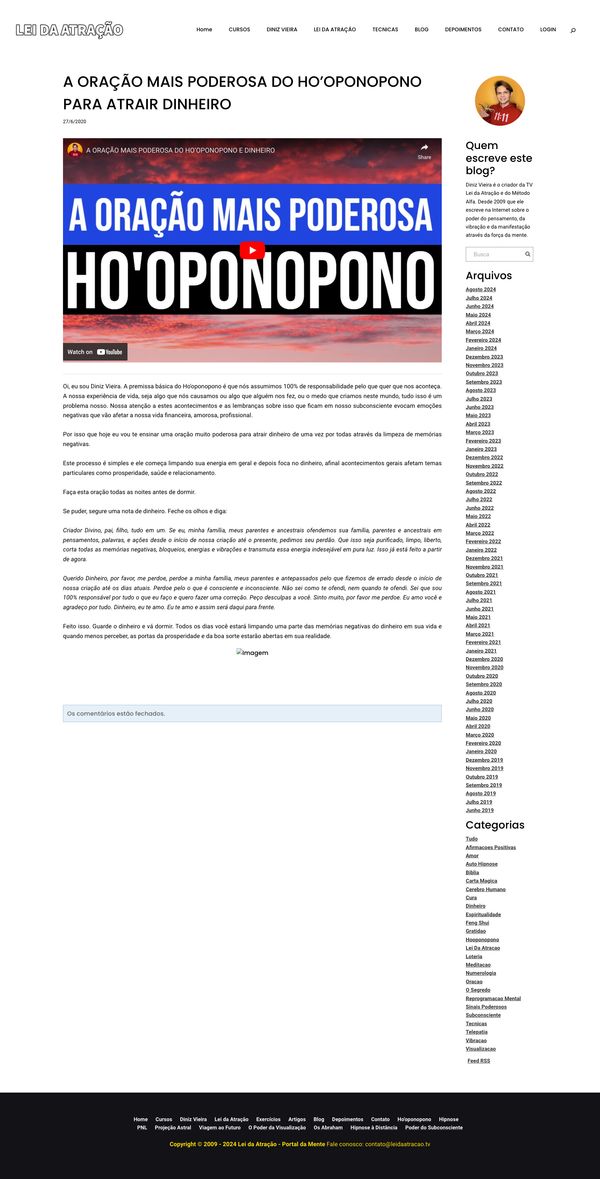 LEI DA ATRAÇÃO
Home CURSOS DINIZ VIEIRA LEI DA ATRAÇÃO TECNICAS BLOG DEPOIMENTOS CONTATO LOGIN
A ORAÇÃO MAIS PODEROSA DO HO'OPONOPONO
PARA ATRAIR DINHEIRO
27/6/2020
A ORAÇÃO MAIS PODEROSA DO HO'OPONOPONO E DINHEIRO
Share
A ORAÇÃO MAIS PODEROSA
HO'OPONOPONO
Watch on YouTube
Oi, eu sou Diniz Vieira. A premissa básica do Ho'oponopono é que nós assumimos 100% de responsabilidade pelo que quer que nos aconteça.
A nossa experiência de vida, seja algo que nós causamos ou algo que alguém nos fez, ou o medo que criamos neste mundo, tudo isso é um
problema nosso. Nossa atenção a estes acontecimentos e as lembranças sobre isso que ficam em nosso subconsciente evocam emoções
negativas que vão afetar a nossa vida financeira, amorosa, profissional.
Por isso que hoje eu vou te ensinar uma oração muito poderosa para atrair dinheiro de uma vez por todas através da limpeza de memórias
negativas.
Este processo é simples e ele começa limpando sua energia em geral e depois foca no dinheiro, afinal acontecimentos gerais afetam temas
particulares como prosperidade, saúde e relacionamento.
Faça esta oração todas as noites antes de dormir.
Se puder, segure uma nota de dinheiro. Feche os olhos e diga:
Criador Divino, pai, filho, tudo em um. Se eu, minha família, meus parentes e ancestrais ofendemos sua família, parentes e ancestrais em
pensamentos, palavras, e ações desde o início de nossa criação até o presente, pedimos seu perdão. Que isso seja purificado, limpo, liberto,
corta todas as memórias negativas, bloqueios, energias e vibrações e transmuta essa energia indesejável em pura luz. Isso já está feito a partir
de agora.
Querido Dinheiro, por favor, me perdoe, perdoe a minha família, meus parentes e antepassados pelo que fizemos de errado desde o início de
nossa criação até os dias atuais. Perdoe pelo o que é consciente e inconsciente. Não sei como te ofendi, nem quando te ofendi. Sei que sou
100% responsável por tudo o que eu faço e quero fazer uma correção. Peço desculpas a você. Sinto muito, por favor me perdoe. Eu amo você e
agradeço por tudo. Dinheiro, eu te amo. Eu te amo e assim será daqui para frente.
Feito isso. Guarde o dinheiro e vá dormir. Todos os dias você estará limpando uma parte das memórias negativas do dinheiro em sua vida e
quando menos perceber, as portas da prosperidade e da boa sorte estarão abertas em sua realidade.
imagem
Os comentários estão fechados.
11:11
Quem
escreve este
blog?
Diniz Vieira é o criador da TV
Lei da Atração e do Método
Alfa. Desde 2009 que ele
escreve na Internet sobre o
poder do pensamento, da
vibração e da manifestação
através da força da mente.
Busca
Arquivos
Agosto 2024
Julho 2024
Junho 2024
Maio 2024
Abril 2024
Março 2024
Fevereiro 2024
Janeiro 2024
Dezembro 2023
Novembro 2023
Outubro 2023
Setembro 2023
Agosto 2023
Julho 2023
Junho 2023
Maio 2023
Abril 2023
Março 2023
Fevereiro 2023
Janeiro 2023
Dezembro 2022
Novembro 2022
Outubro 2022
Setembro 2022
Agosto 2022
Julho 2022
Junho 2022
Maio 2022
Abril 2022
Março 2022
Fevereiro 2022
Janeiro 2022
Dezembro 2021
Novembro 2021
Outubro 2021
Setembro 2021
Agosto 2021
Julho 2021
Junho 2021
Maio 2021
Abril 2021
Março 2021
Fevereiro 2021
Janeiro 2021
Dezembro 2020
Novembro 2020
Outubro 2020
Setembro 2020
Agosto 2020
Julho 2020
Junho 2020
Maio 2020
Abril 2020
Março 2020
Fevereiro 2020
Janeiro 2020
Dezembro 2019
Novembro 2019
Outubro 2019
Setembro 2019
Agosto 2019
Julho 2019
Junho 2019
Categorias
Tudo
Afirmacoes Positivas
Amor
Auto Hipnose
Biblia
Carta Magica
Cerebro Humano
Cura
Dinheiro
Espiritualidade
Feng Shui
Gratidao
Hooponopono
Lei Da Atracao
Loteria
Meditacao
Numerologia
Oracao
O Segredo
Reprogramacao Mental
Sinais Poderosos
Subconsciente
Tecnicas
Telepatia
Vibracao
Visualizacao
Feed RSS
Home Cursos Diniz Vieira Lei da Atração Exercícios Artigos Blog Depoimentos Contato Ho'oponopono Hipnose
PNL Projeção Astral Viagem ao Futuro O Poder da Visualização Os Abraham Hipnose à Distância Poder do Subconsciente
Copyright © 2009 - 2024 Lei da Atração - Portal da Mente Fale conosco: contato@leidaatracao.tv